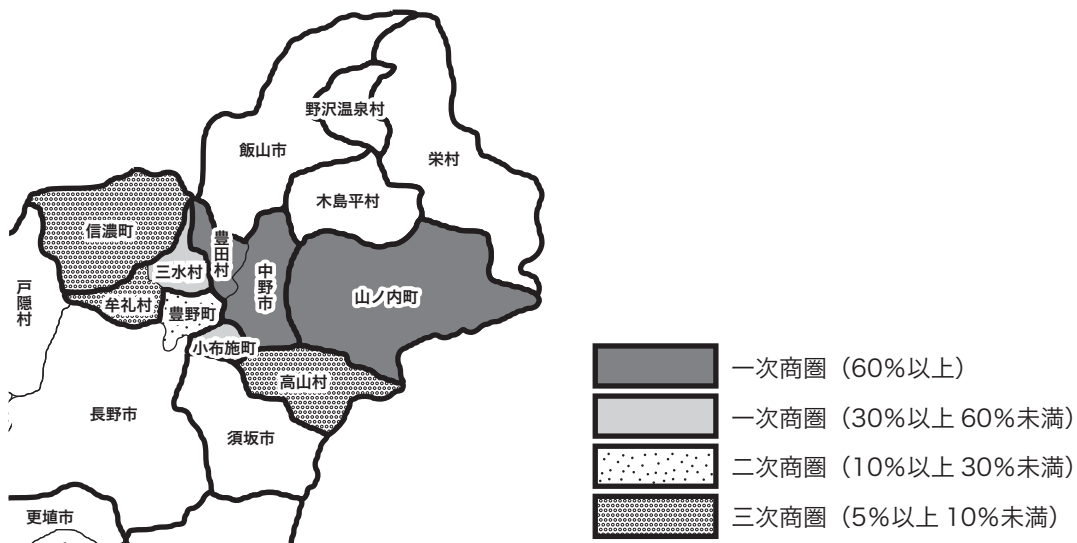 野沢温泉村
飯山市
栄村
木島平村
信濃町
豊田村
三水村
中野市
戸隠村
牟礼村
山ノ内町
豊野町
小布施町
高山村
長野市
須坂市
更埴市
一次商圏（60%以上）
一次商圏（30%以上 60%未満）
二次商圏（10%以上 30%未満）
三次商圏（5%以上 10%未満）